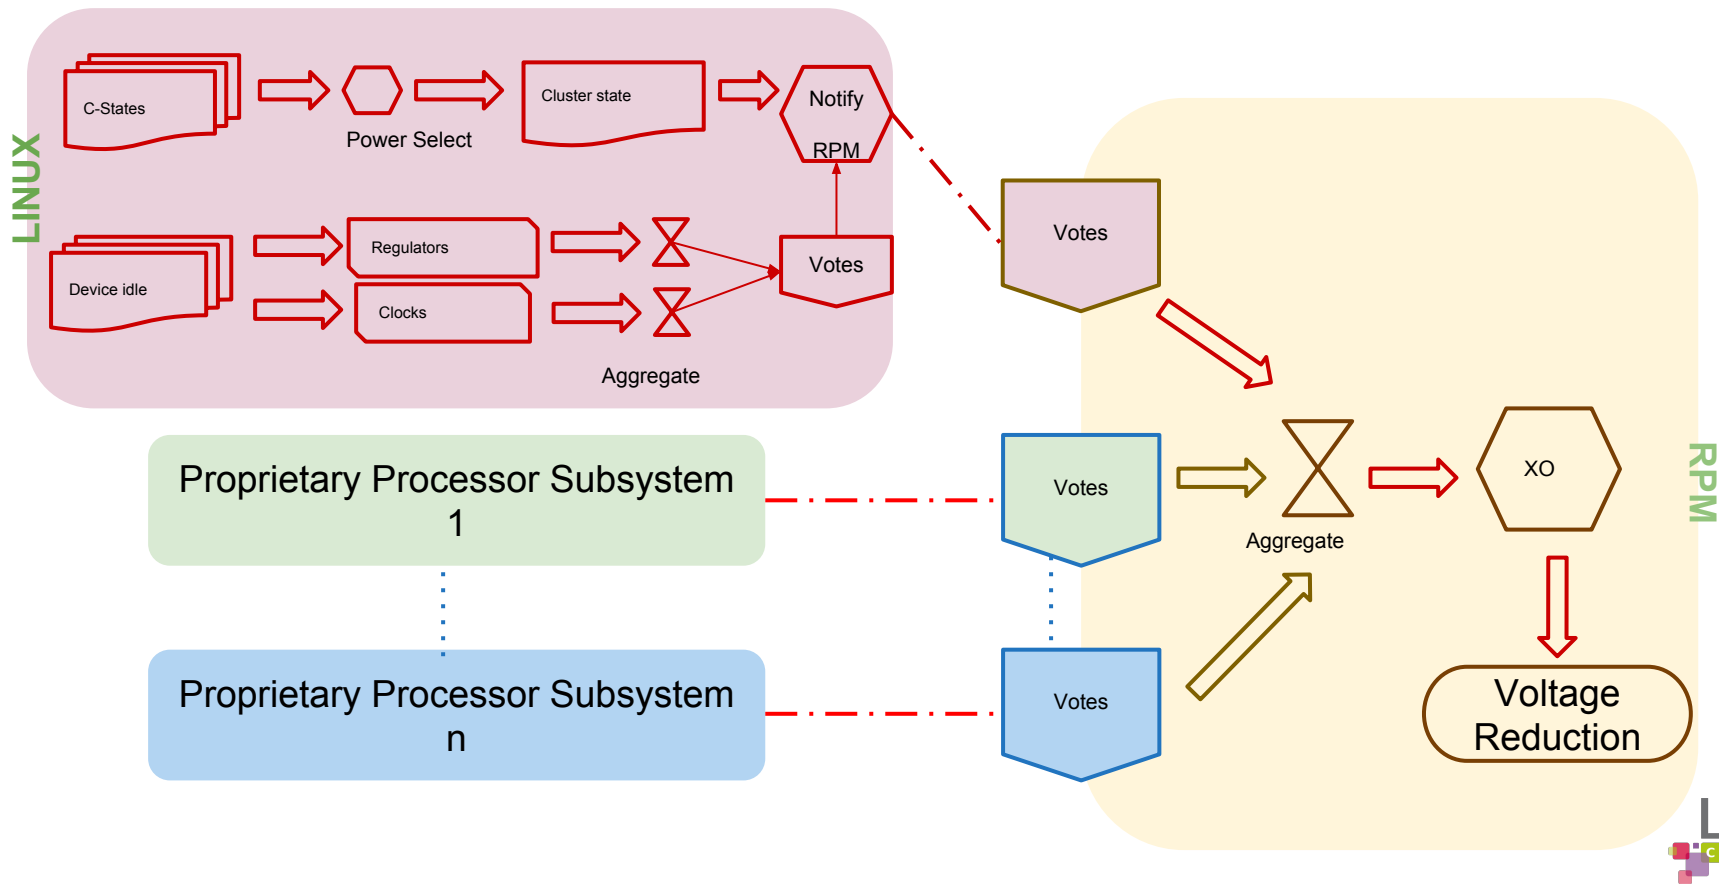 LINUX
C-States
Power Select
Cluster state
Notify
RPM
Device idle
Regulators
Clocks
Aggregate
Votes
Votes
Proprietary Processor Subsystem
1
Votes
Aggregate
XO
RPM
Proprietary Processor Subsystem
n
Votes
Voltage
Reduction
L
C